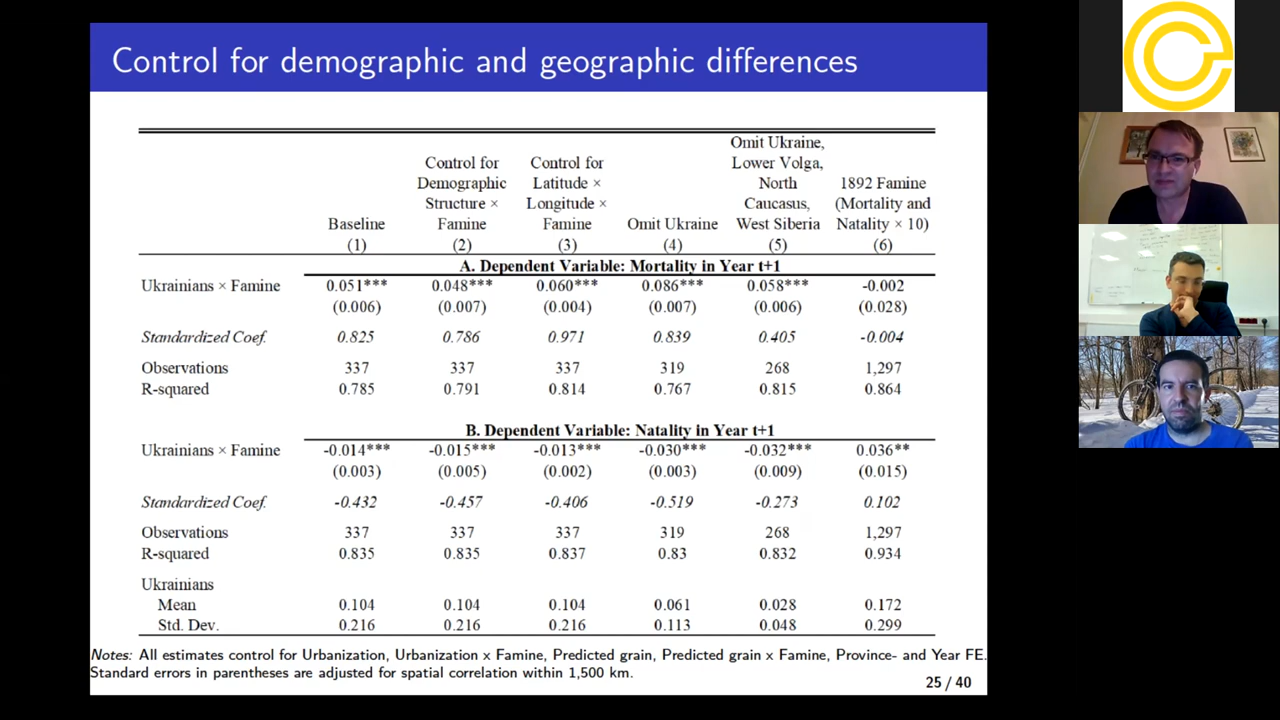 Control for demographic and geographic differences
Omit Ukraine,
Control for Control for Lower Volga,
Demographic Latitude × North 1892 Famine
Structure × Longitude × Caucasus, (Mortality and
Baseline Famine Famine Omit Ukraine West Siberia Natality × 10)
(1) (2) (3) (4) (5) (6)
A. Dependent Variable: Mortality in Year t+1
Ukrainians × Famine 0.051*** 0.048*** 0.060*** 0.086*** 0.058*** -0.002
(0.006) (0.007) (0.004) (0.007) (0.006) (0.028)
Standardized Coef. 0.825 0.786 0.971 0.839 0.405 -0.004
Observations 337 337 337 319 268 1,297
R-squared 0.785 0.791 0.814 0.767 0.815 0.864
B. Dependent Variable: Natality in Year t+1
Ukrainians × Famine -0.014*** -0.015*** -0.013*** -0.030*** -0.032*** 0.036**
(0.003) (0.005) (0.002) (0.003) (0.009) (0.015)
Standardized Coef. -0.432 -0.457 -0.406 -0.519 -0.273 0.102
Observations 337 337 337 319 268 1,297
R-squared 0.835 0.835 0.837 0.83 0.832 0.934
Ukrainians
Mean 0.104 0.104 0.104 0.061 0.028 0.172
Std. Dev. 0.216 0.216 0.216 0.113 0.048 0.299
Notes: All estimates control for Urbanization, Urbanization x Famine, Predicted grain, Predicted grain x Famine, Province- and Year FE.
Standard errors in parentheses are adjusted for spatial correlation within 1,500 km.
25 / 40